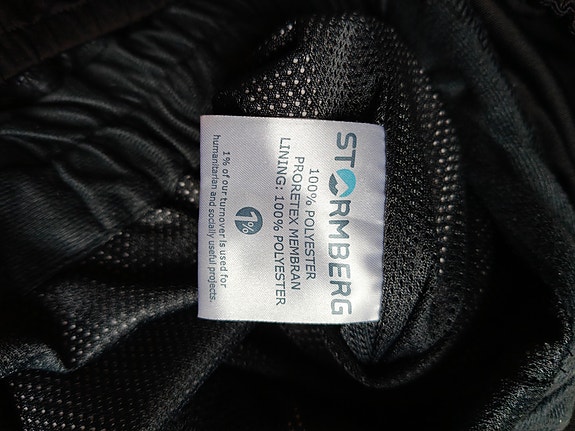 STORMBERG
100% POLYESTER
PRORETEX MEMBRAN
LINING: 100% POLYESTER
1%
1% of our turnover is used for
humanitarian and socially useful projects.